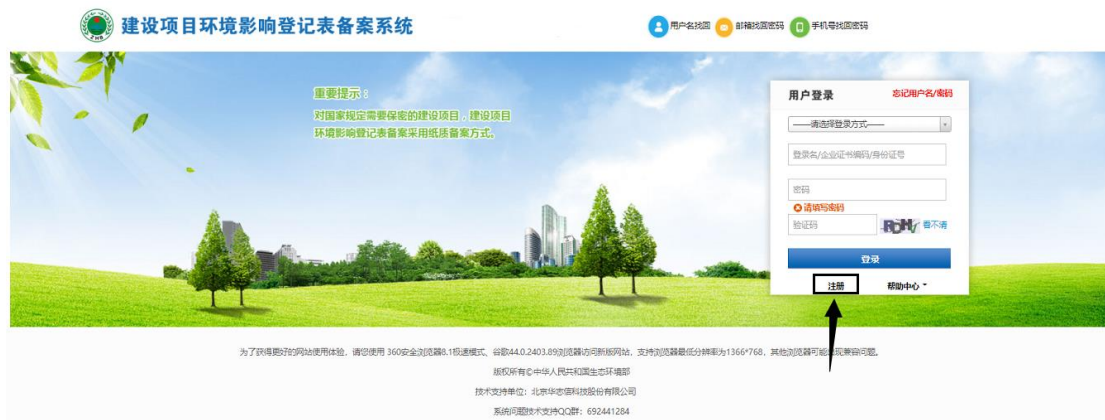 建设项目环境影响登记表备案系统
用户名找回 邮箱找回密码 手机号找回密码
重要提示：
对国家规定需要保密的建设项目，建设项目
环境影响登记表备案采用纸质备案方式。
用户登录 忘记用户名/密码
——请选择登录方式——
登录名/企业证书编码/身份证号
密码
请填写密码
验证码 看不清
登录
注册 帮助中心
为了获得更好的网站使用体验，请您使用 360安全浏览器8.1极速模式、谷歌44.0.2403.89浏览器访问新版网站，支持浏览器最低分辨率为1366*768，其他浏览器可能出现兼容问题。
版权所有©中华人民共和国生态环境部
技术支持单位：北京华志信科技股份有限公司
系统问题技术支持QQ群：692441284